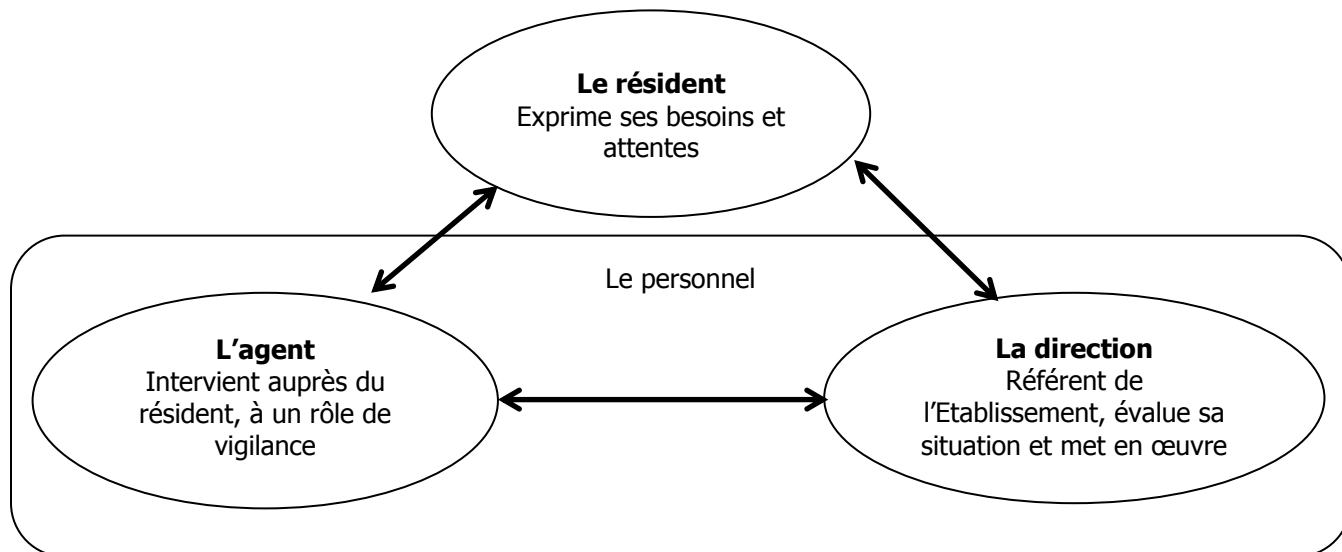 Le résident
Exprime ses besoins et
attentes
Le personnel
L’agent
Intervient auprès du
résident, à un rôle de
vigilance
La direction
Référent de
l’Etablissement, évalue sa
situation et met en œuvre